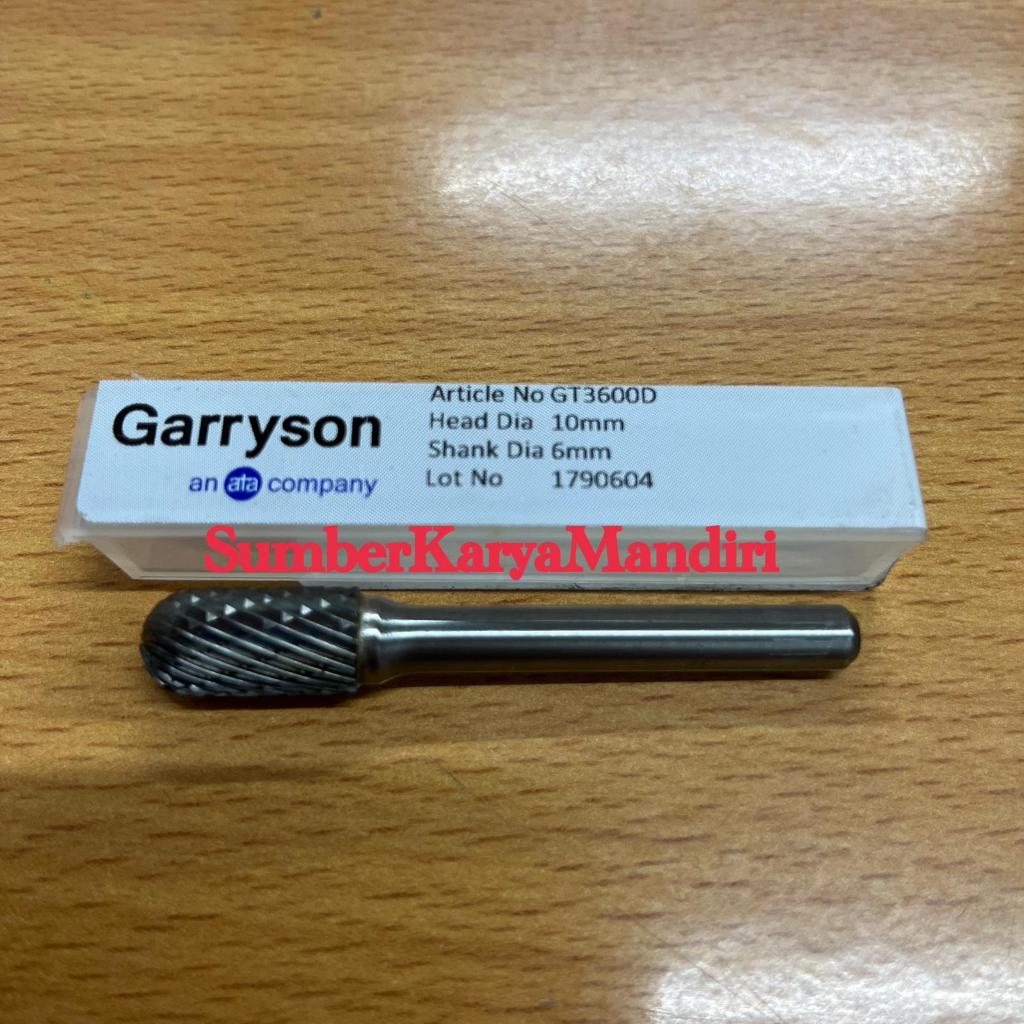 Garryson
an ata company
Article No GT3600D
Head Dia 10mm
Shank Dia 6mm
Lot No 1790604
SumberKaryaMandiri